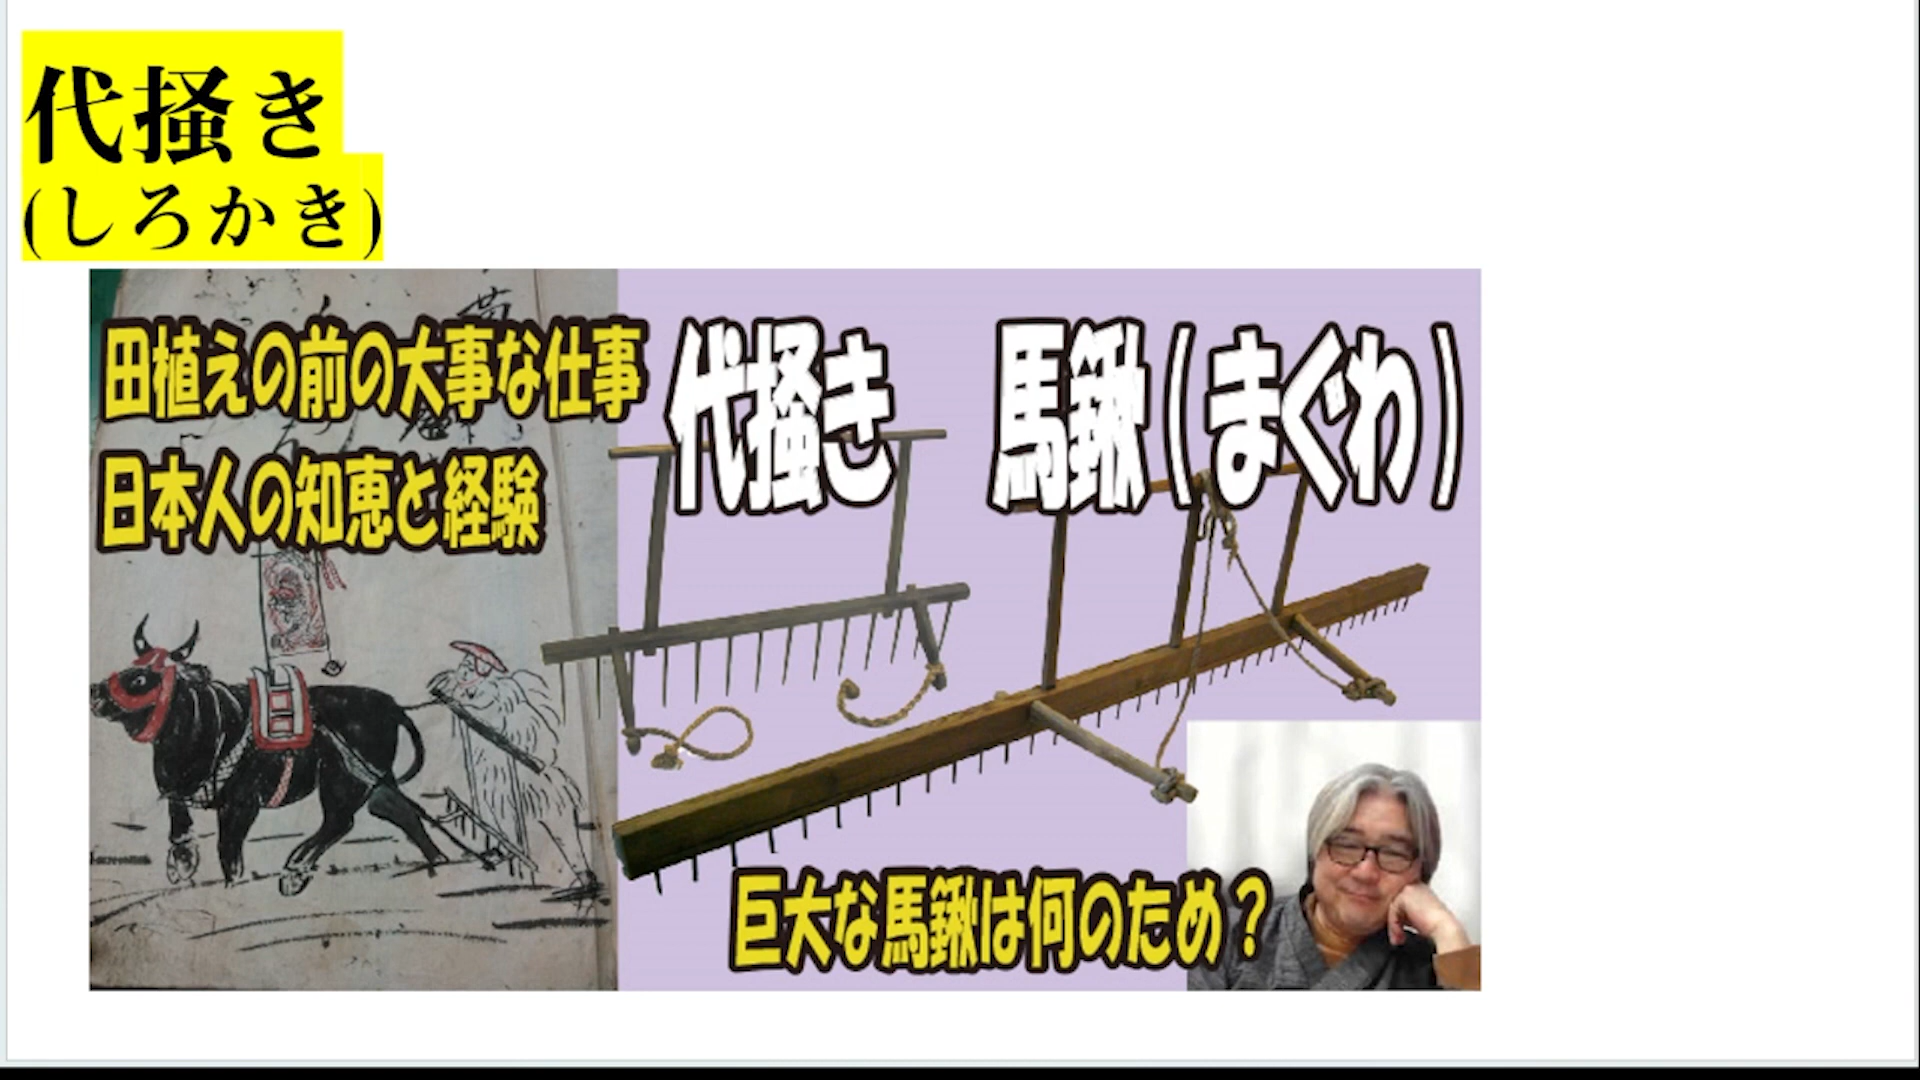 代掻き
(しろかき)
田植えの前の大事な仕事
日本人の知恵と経験
代掻き　馬鍬(まぐわ)
巨大な馬鍬は何のため?